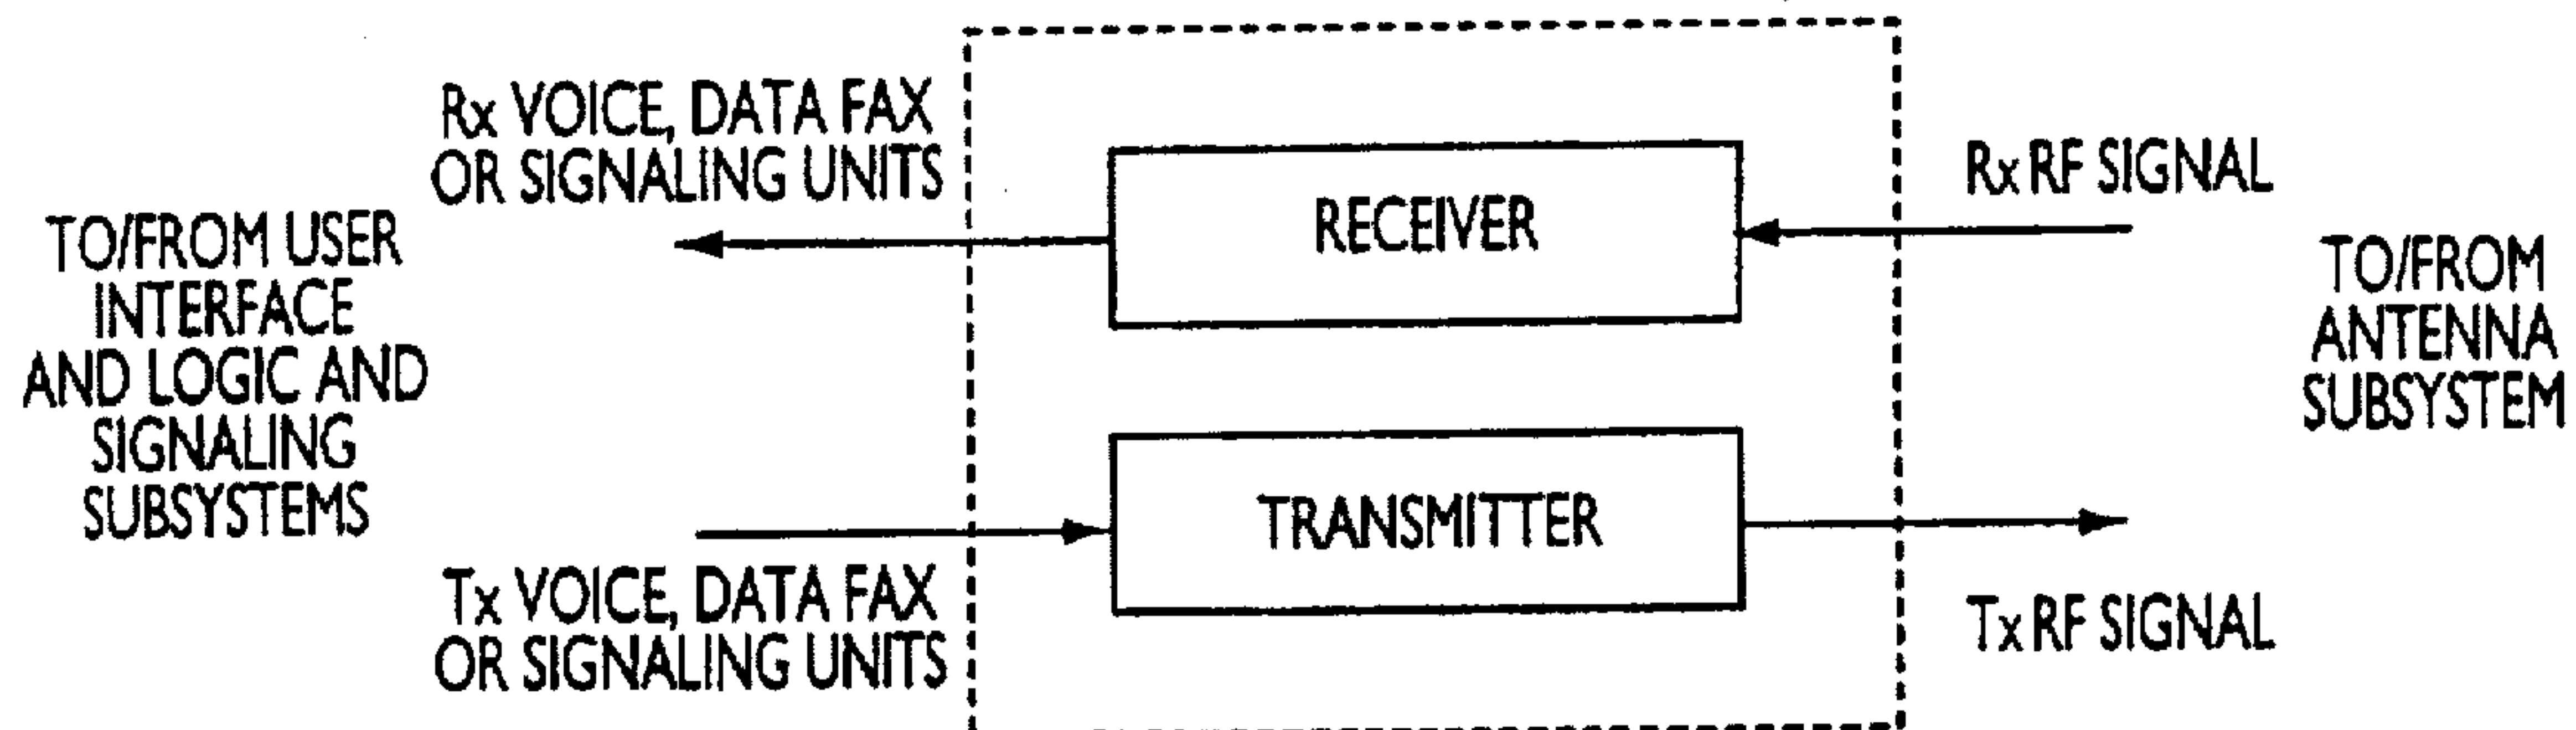 Rx VOICE, DATA FAX
OR SIGNALING UNITS
TO/FROM USER
INTERFACE
AND LOGIC AND
SIGNALING
SUBSYSTEMS
Tx VOICE, DATA FAX
OR SIGNALING UNITS
RECEIVER
TRANSMITTER
Rx RF SIGNAL
TO/FROM
ANTENNA
SUBSYSTEM
Tx RF SIGNAL